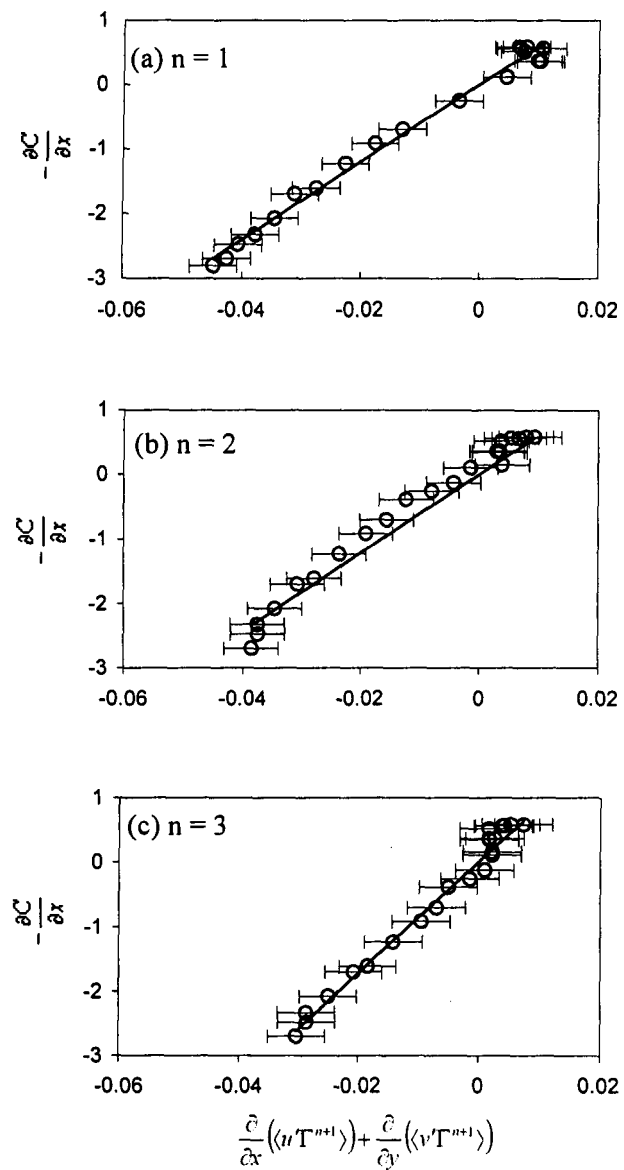 (a) n = 1
1
0
-1
-2
-3
-0.06 -0.04 -0.02 0 0.02
- ∂C/∂x
(b) n = 2
1
0
-1
-2
-3
-0.06 -0.04 -0.02 0 0.02
- ∂C/∂x
(c) n = 3
1
0
-1
-2
-3
-0.06 -0.04 -0.02 0 0.02
- ∂C/∂x
∂/∂x (⟨u'Γⁿ⁺¹⟩) + ∂/∂y (⟨v'Γⁿ⁺¹⟩)